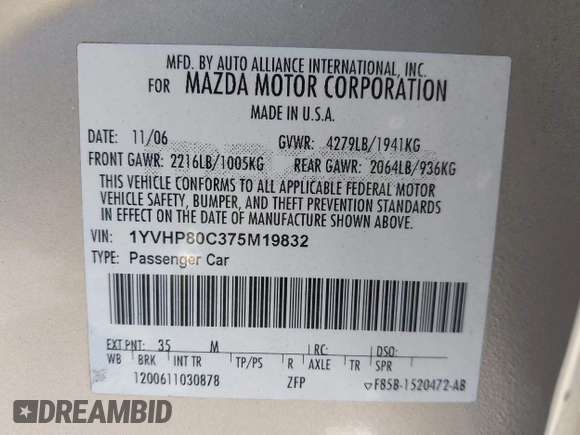 MFD. BY AUTO ALLIANCE INTERNATIONAL, INC.
FOR MAZDA MOTOR CORPORATION
MADE IN U.S.A.
DATE: 11/06 GVWR: 4279LB/1941KG
FRONT GAWR: 2216LB/1005KG REAR GAWR: 2064LB/936KG
THIS VEHICLE CONFORMS TO ALL APPLICABLE FEDERAL MOTOR
VEHICLE SAFETY, BUMPER, AND THEFT PREVENTION STANDARDS
IN EFFECT ON THE DATE OF MANUFACTURE SHOWN ABOVE.
VIN: 1YVHP80C375M19832
TYPE: Passenger Car
EXT PNT: 35 M RC: DSO:
WB BRK INT TR TP/PS R AXLE TR SPR
1200611030878 ZFP ▽F85B-1520472-AB
DREAMBID